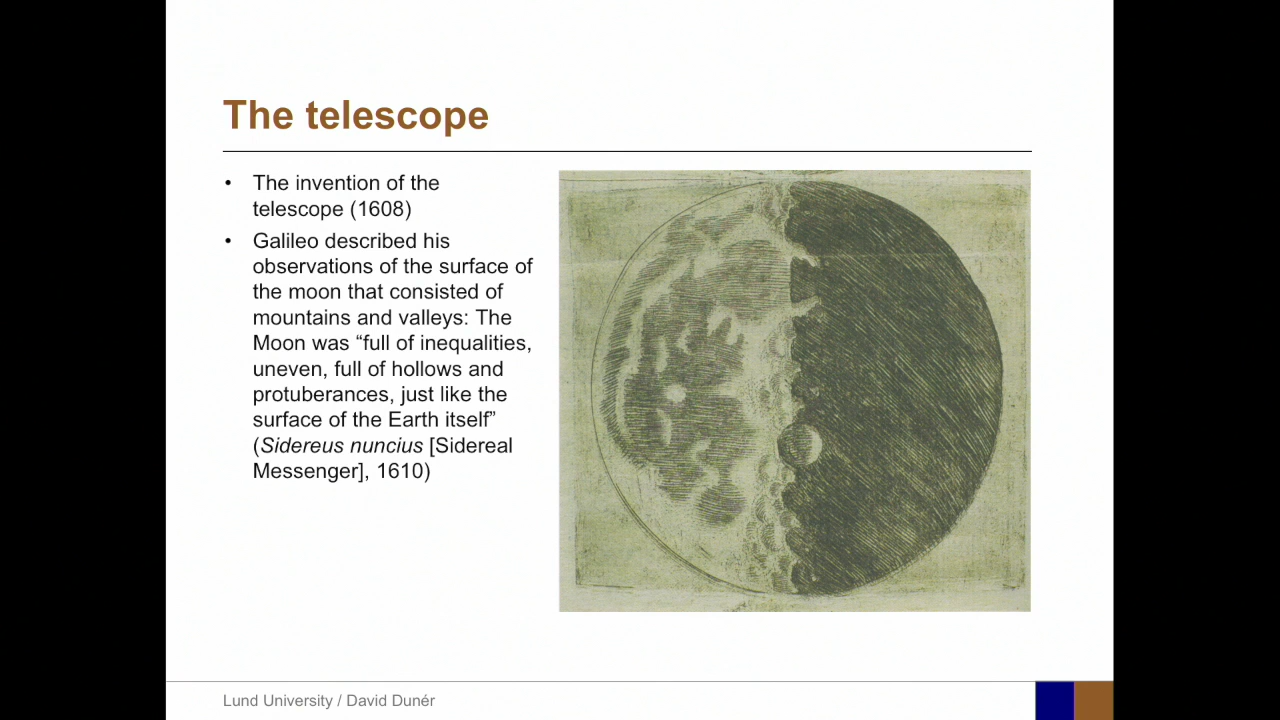 The telescope
• The invention of the
telescope (1608)
• Galileo described his
observations of the surface of
the moon that consisted of
mountains and valleys: The
Moon was “full of inequalities,
uneven, full of hollows and
protuberances, just like the
surface of the Earth itself”
(Sidereus nuncius [Sidereal
Messenger], 1610)
Lund University / David Dunér